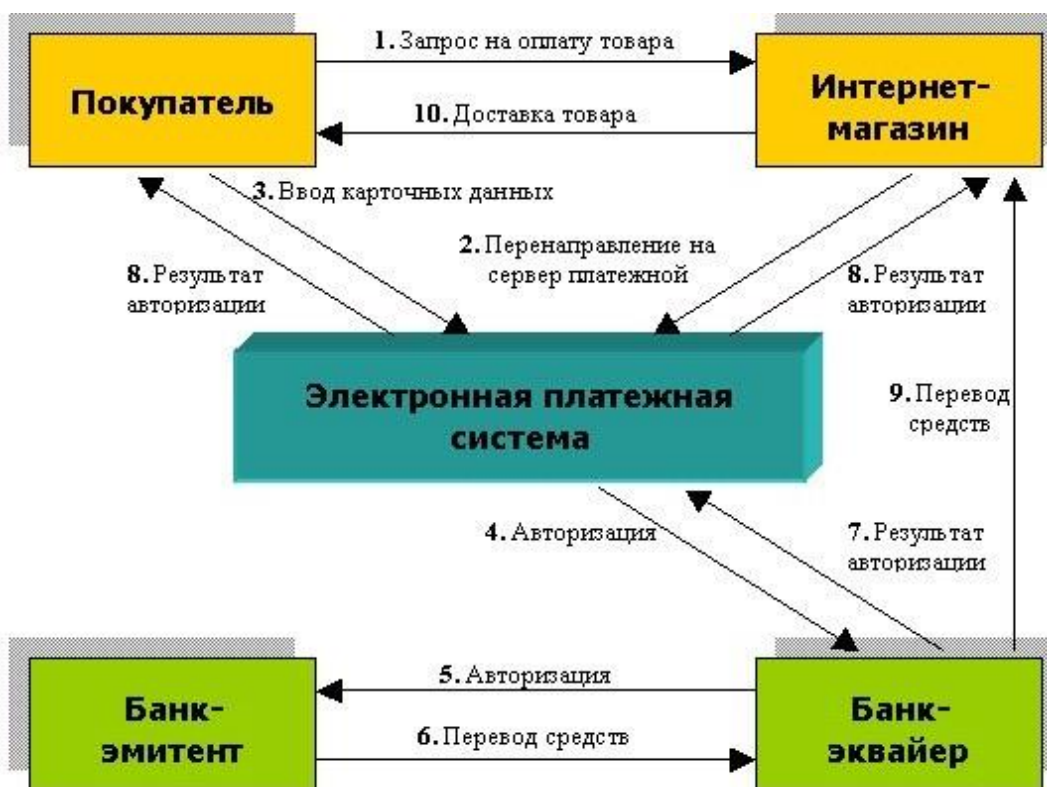 1. Запрос на оплату товара
Покупатель
Интернет-
магазин
10. Доставка товара
3. Ввод карточных данных
2. Перенаправление на
сервер платежной
8. Результат
авторизации
8. Результат
авторизации
Электронная платежная
система
9. Перевод
средств
4. Авторизация
7. Результат
авторизации
5. Авторизация
Банк-
эмитент
Банк-
эквайер
6. Перевод средств